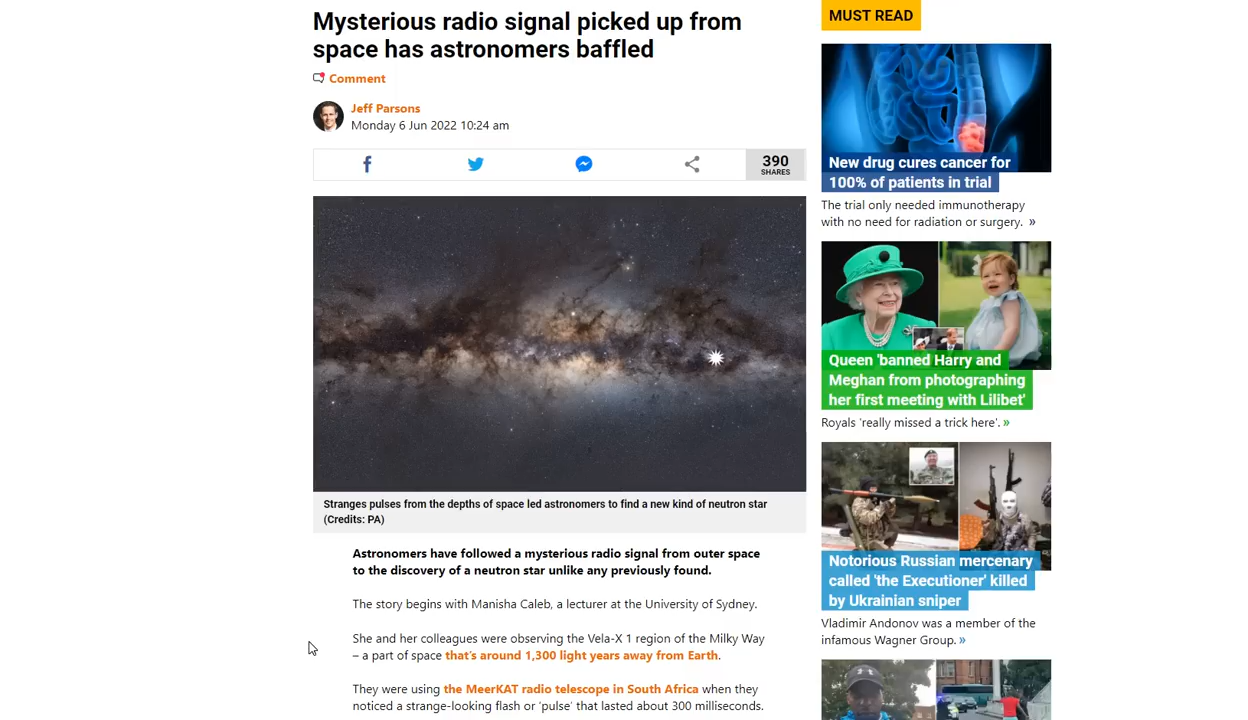 Mysterious radio signal picked up from
space has astronomers baffled
Comment
Jeff Parsons
Monday 6 Jun 2022 10:24 am
390
SHARES
Stranges pulses from the depths of space led astronomers to find a new kind of neutron star
(Credits: PA)
Astronomers have followed a mysterious radio signal from outer space
to the discovery of a neutron star unlike any previously found.
The story begins with Manisha Caleb, a lecturer at the University of Sydney.
She and her colleagues were observing the Vela-X 1 region of the Milky Way
– a part of space that's around 1,300 light years away from Earth.
They were using the MeerKAT radio telescope in South Africa when they
noticed a strange-looking flash or 'pulse' that lasted about 300 milliseconds.
MUST READ
New drug cures cancer for
100% of patients in trial
The trial only needed immunotherapy
with no need for radiation or surgery. »
Queen 'banned Harry and
Meghan from photographing
her first meeting with Lilibet'
Royals 'really missed a trick here'. »
Notorious Russian mercenary
called 'the Executioner' killed
by Ukrainian sniper
Vladimir Andonov was a member of the
infamous Wagner Group. »